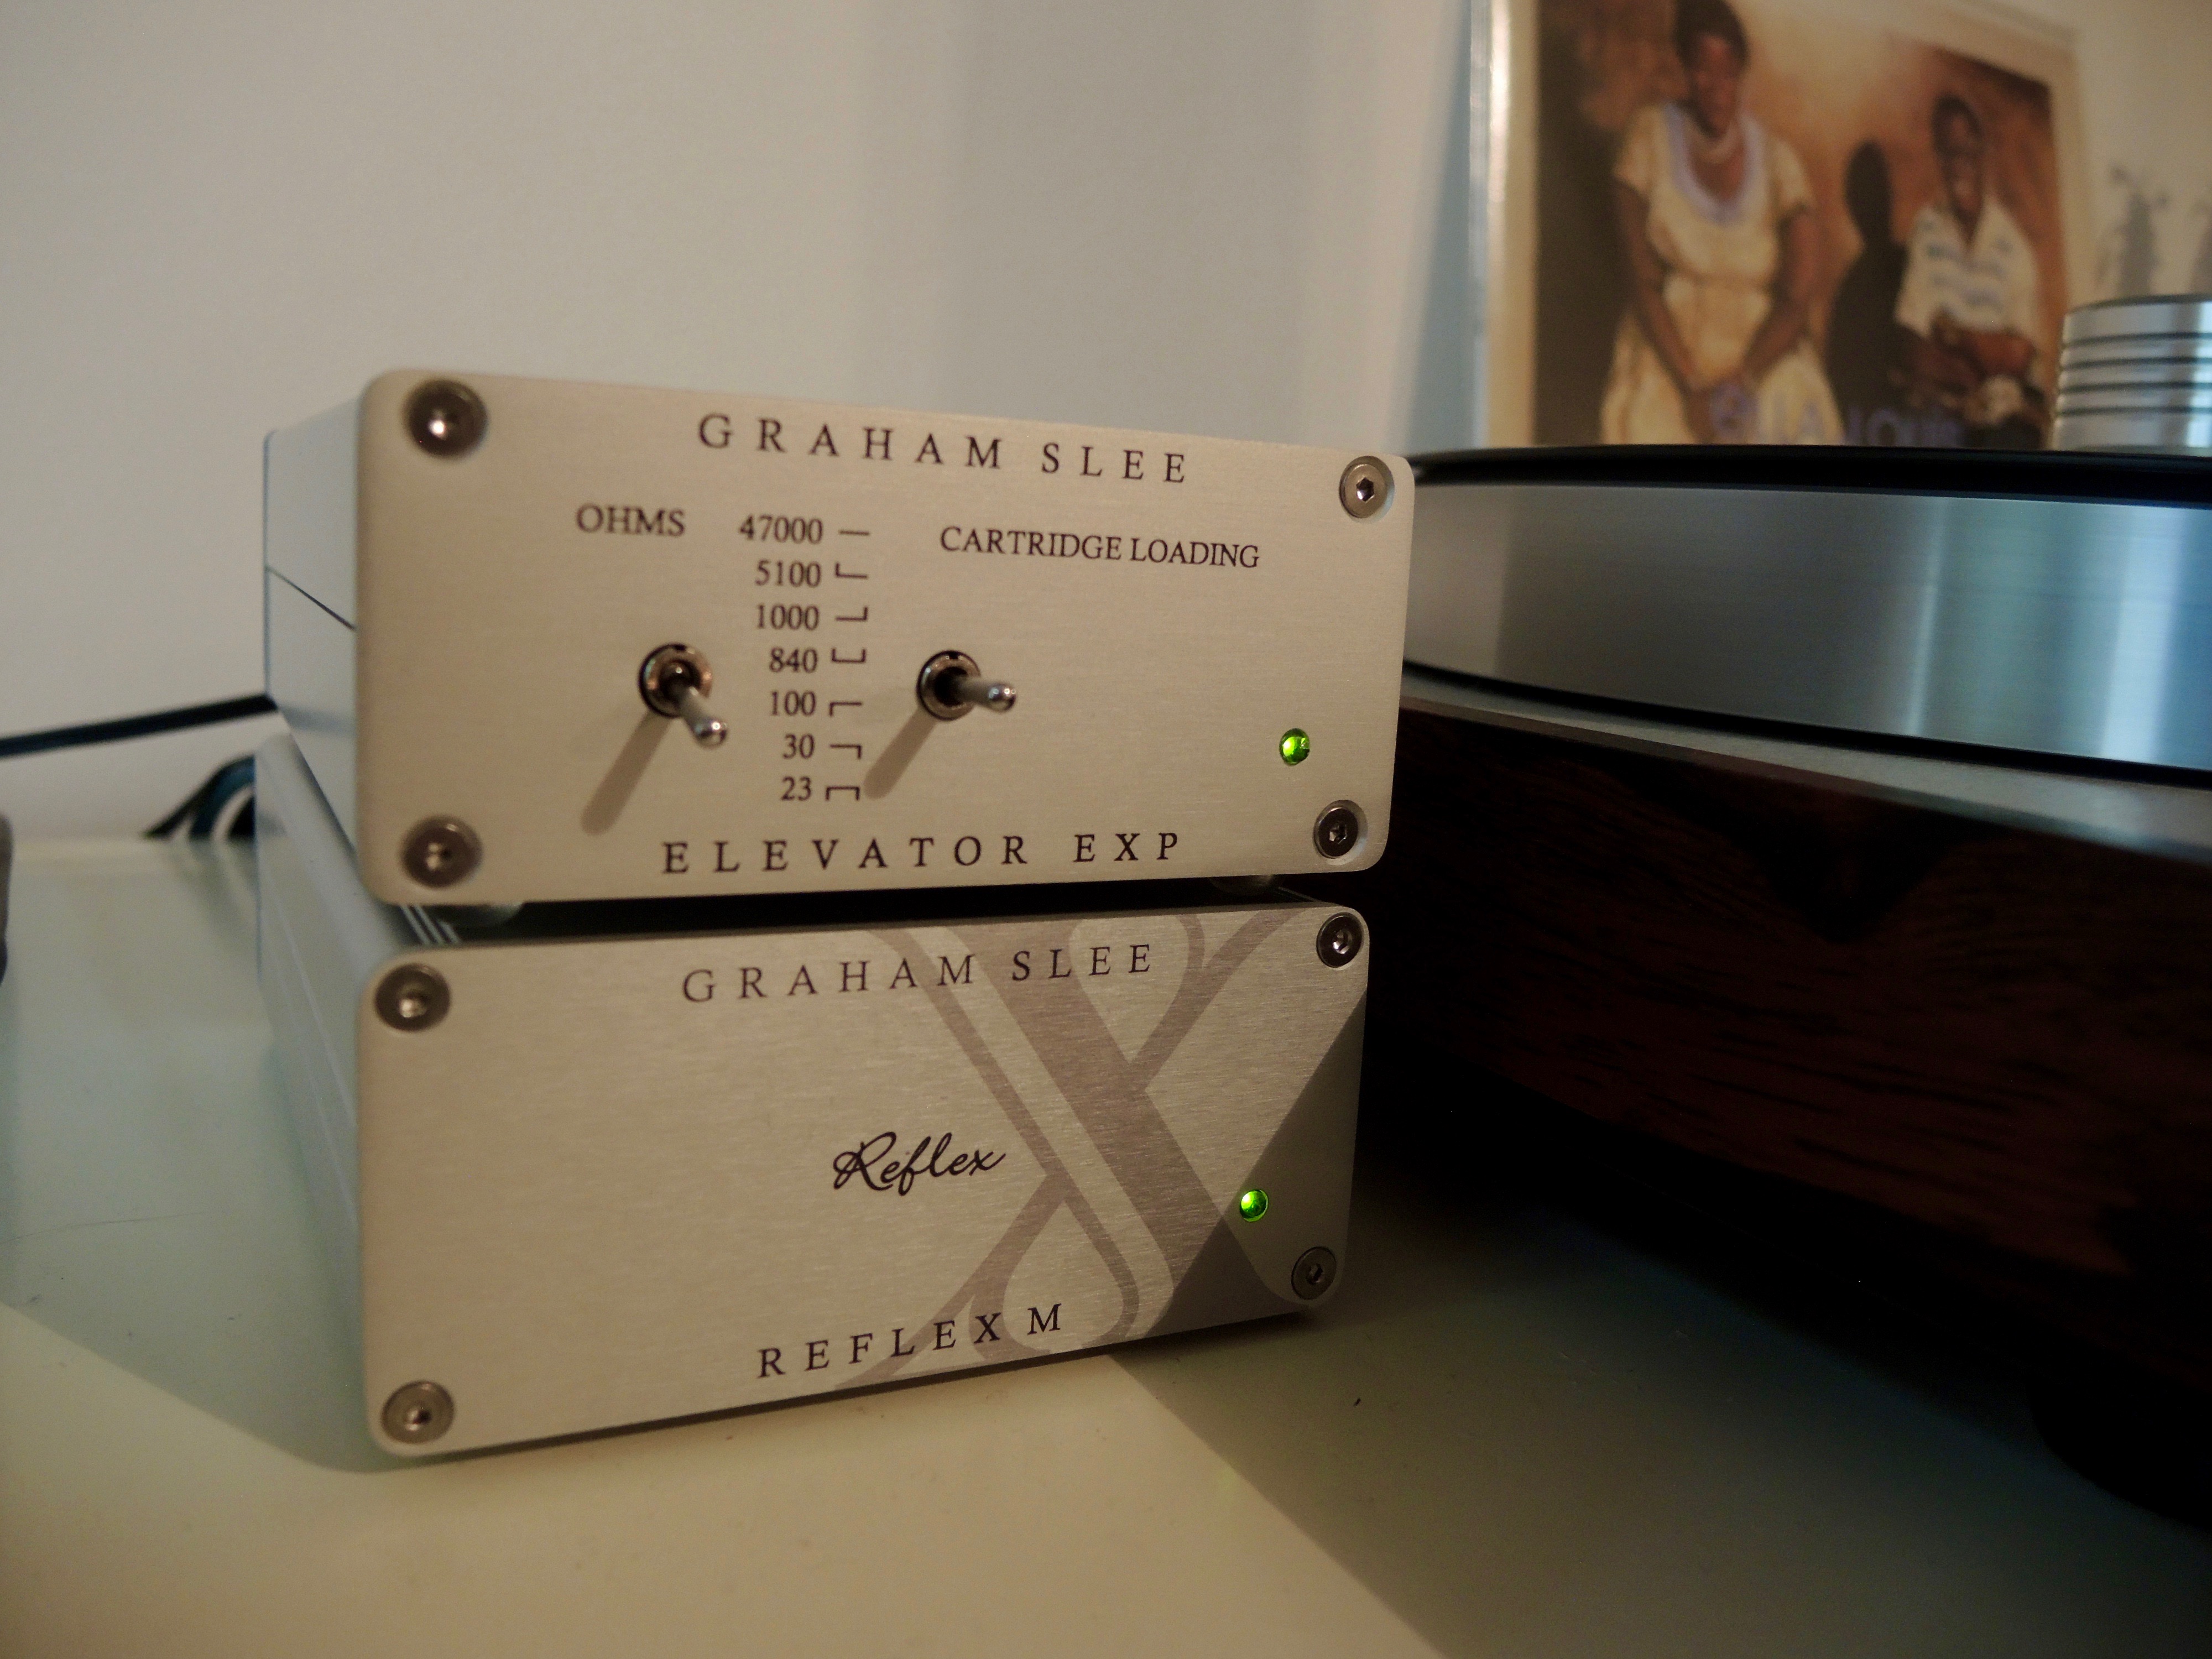 GRAHAM SLEE
OHMS 47000 CARTRIDGE LOADING
5100
1000
840
100
30
23
ELEVATOR EXP
GRAHAM SLEE
Reflex
REFLEX M